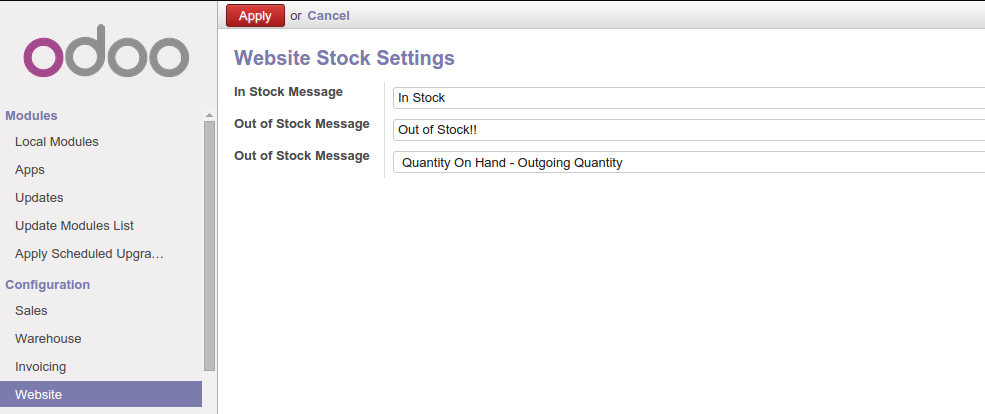 Apply or Cancel
odoo
Modules
Local Modules
Apps
Updates
Update Modules List
Apply Scheduled Upgra…
Configuration
Sales
Warehouse
Invoicing
Website
Website Stock Settings
In Stock Message In Stock
Out of Stock Message Out of Stock!!
Out of Stock Message Quantity On Hand - Outgoing Quantity